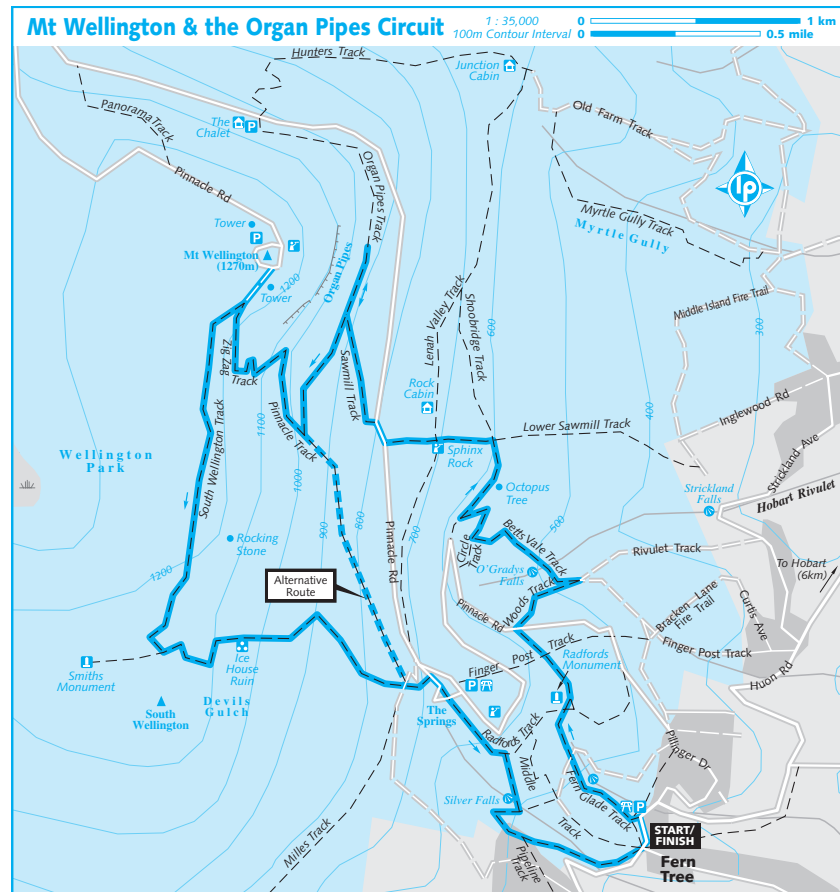 Mt Wellington & the Organ Pipes Circuit
1 : 35,000
100m Contour Interval
0
1 km
0
0.5 mile
Hunters Track
Junction
Cabin
Panorama Track
The
Chalet
P
Old Farm
Track
Organ Pipes Track
lp
Pinnacle Rd
Tower
P
Mt Wellington
(1270m)
Tower
1200
Organ Pipes
Myrtle Gully Track
Myrtle Gully
Middle Island Fire Trail
300
Lenah Valley Track
Shoobridge Track
600
Zig Zag
Track
Sawmill Track
Rock
Cabin
400
Inglewood Rd
South Wellington Track
1100
Pinnacle Track
1000
Lower Sawmill Track
Sphinx
Rock
Strickland Ave
Wellington
Park
Octopus
Tree
Strickland
Falls
Hobart Rivulet
900
800
700
500
Rocking
Stone
Pinnacle Rd
Circle
Track
Betts Vale Track
Rivulet Track
O'Gradys
Falls
To Hobart
(6km)
1200
Alternative
Route
Pinnacle Rd
Woods Track
Bracken Lane
Fire Trail
Curtis Ave
Finger Post Track
Finger Post Track
Radfords
Monument
Huon Rd
Smiths
Monument
Ice
House
Ruin
Devils
Gulch
South
Wellington
P
The
Springs
Radfords Track
Pillinger Dr
Middle
Track
Fern Glade Track
Silver Falls
P
START/
FINISH
Fern
Tree
Milles Track
Pipeline
Track